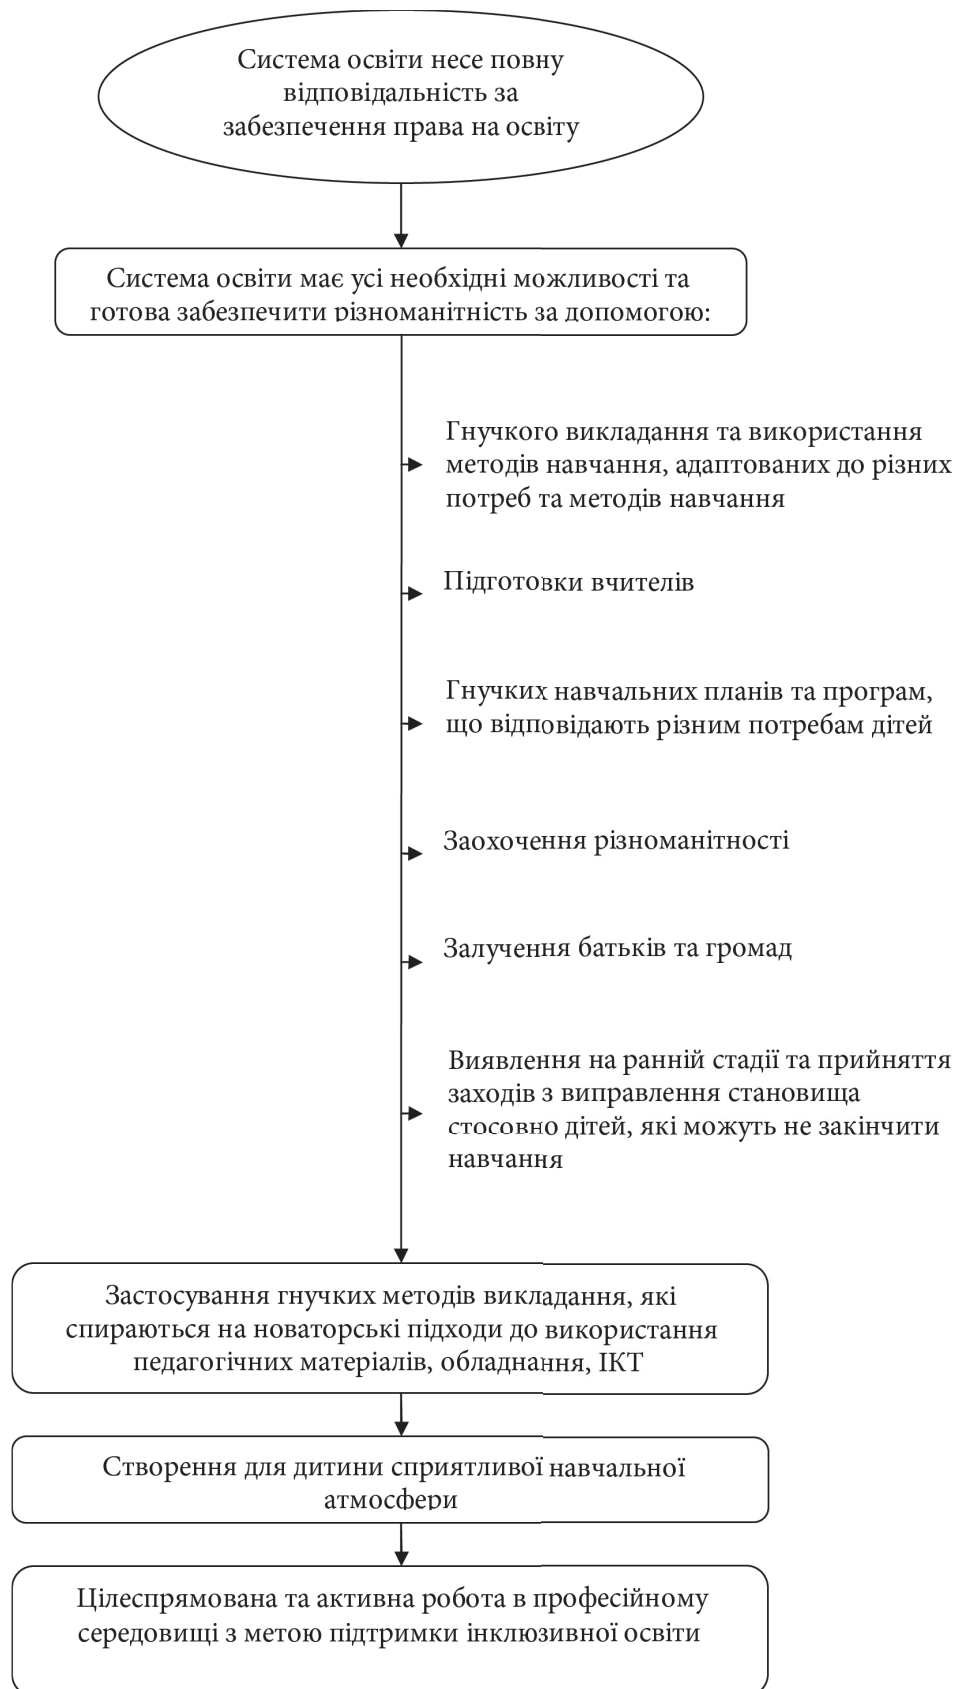 Система освіти несе повну
відповідальність за
забезпечення права на освіту
Система освіти має усі необхідні можливості та
готова забезпечити різноманітність за допомогою:
Гнучкого викладання та використання
методів навчання, адаптованих до різних
потреб та методів навчання
Підготовки вчителів
Гнучких навчальних планів та програм,
що відповідають різним потребам дітей
Заохочення різноманітності
Залучення батьків та громад
Виявлення на ранній стадії та прийняття
заходів з виправлення становища
стосовно дітей, які можуть не закінчити
навчання
Застосування гнучких методів викладання, які
спираються на новаторські підходи до використання
педагогічних матеріалів, обладнання, ІКТ
Створення для дитини сприятливої навчальної
атмосфери
Цілеспрямована та активна робота в професійному
середовищі з метою підтримки інклюзивної освіти